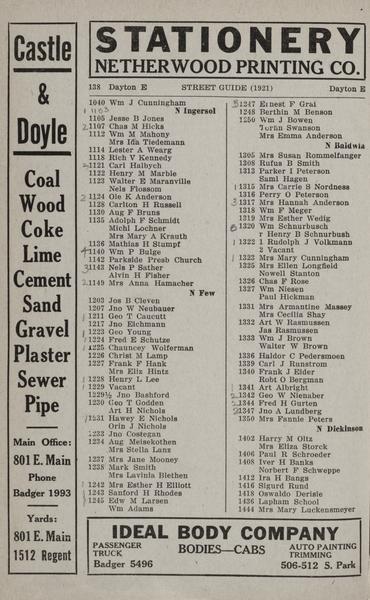 Castle
&
Doyle
Coal
Wood
Coke
Lime
Cement
Sand
Gravel
Plaster
Sewer
Pipe
Main Office:
801 E. Main
Phone
Badger 1993
Yards:
801 E. Main
1512 Regent
STATIONERY
NETHERWOOD PRINTING CO.
138 Dayton E STREET GUIDE (1921) Dayton E
1040 Wm J Cunningham
N Ingersol
1105 Jesse B Jones
1107 Chas M Hicks
1112 Wm M Mahony
Mrs Ida Tiedemann
1114 Lester A Wearg
1118 Rich V Kennedy
1121 Carl Halbych
1122 Henry M Marble
1123 Walter E Maranville
Nels Flossom
1124 Ole K Anderson
1128 Carlton H Russell
1130 Aug F Bruns
1135 Adolph F Schmidt
Michl Lochner
Mrs Mary A Krauth
1136 Mathias H Stumpf
1140 Wm P Bulge
1142 Parkside Presb Church
1143 Nels P Sather
Alvin H Fisher
1149 Mrs Anna Hamacher
N Few
1203 Jos B Cleven
1207 Jno W Neubauer
1211 Geo T Caucutt
1217 Jno Eichmann
1223 Geo Young
1224 Fred E Schutze
1225 Chauncey Wolferman
1226 Christ M Lamp
1227 Frank F Hank
Mrs Eliz Hintz
1228 Henry L Lee
1229 Vacant
1229½ Jno Bashford
1230 Geo T Godden
Art H Nichols
1231 Hawey E Nichols
Orin J Nichols
1233 Jno Costegan
1234 Aug Meisekothen
Mrs Stella Lans
1237 Mrs Jane Mooney
1238 Mark Smith
Mrs Lavinia Blethen
1242 Mrs Esther H Elliott
1243 Sanford H Rhodes
1245 Edw M Larsen
Wm Adams
1247 Ernest F Grai
1248 Berthin M Benson
1250 Wm J Bowen
Swanson
Mrs Emma Anderson
N Baldwin
1305 Mrs Susan Rommelfanger
1308 Rufus B Smith
1313 Parker I Peterson
Saml Hagen
1315 Mrs Carrie S Nordness
1316 Perry O Peterson
1317 Mrs Hannah Anderson
1318 Wm F Meger
1319 Mrs Esther Wedig
1320 Wm Schnurbusch
r Henry B Schnurbush
1322 1 Rudolph J Volkmann
2 Vacant
1323 Mrs Mary Cunningham
1325 Mrs Ellen Longfield
Nowell Stanton
1326 Chas F Rose
1327 Wm Niesen
Paul Hickman
1331 Mrs Armantine Massey
Mrs Cecilia Shay
1332 Art W Rasmussen
Jas Rasmussen
1333 Wm J Brown
Walter W Brown
1336 Haldor C Pedersmoen
1339 Carl J Runstrom
1340 Frank J Elder
Robt O Bergman
1341 Art Albright
1342 Geo W Nienaber
1344 Fred H Gurten
1347 Jno A Lundberg
1350 Mrs Fannie Peters
N Dickinson
1402 Harry M Oltz
Mrs Eliza Storck
1406 Paul R Schroeder
1408 Iver H Banks
Norbert F Schweppe
1412 Ira H Bangs
1416 Sigurd Rund
1418 Oswaldo Derisle
1436 Lapham School
1444 Mrs Mary Luckensmeyer
IDEAL BODY COMPANY
PASSENGER
TRUCK
BODIES—CABS
AUTO PAINTING
TRIMMING
Badger 5496 506-512 S. Park